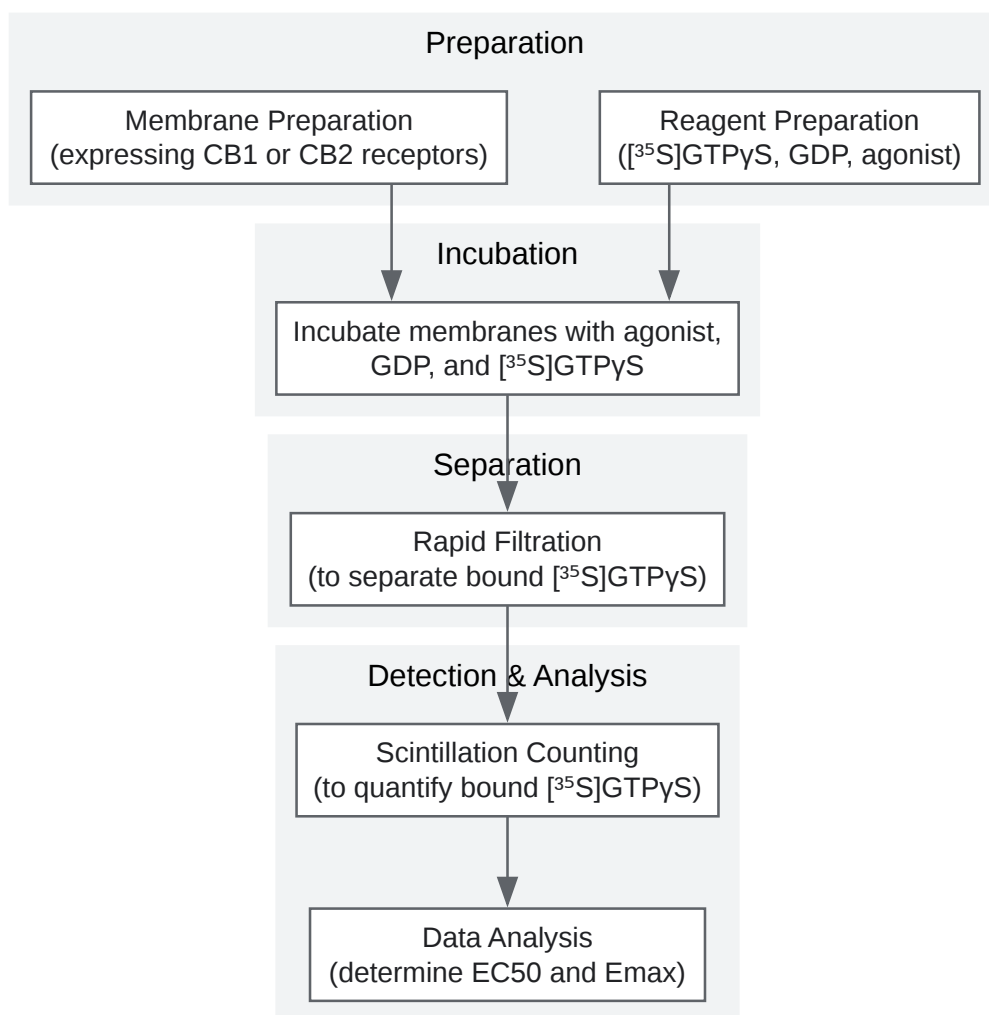 Preparation
Membrane Preparation
(expressing CB1 or CB2 receptors)
Reagent Preparation
([³⁵S]GTPγS, GDP, agonist)
Incubation
Incubate membranes with agonist,
GDP, and [³⁵S]GTPγS
Separation
Rapid Filtration
(to separate bound [³⁵S]GTPγS)
Detection & Analysis
Scintillation Counting
(to quantify bound [³⁵S]GTPγS)
Data Analysis
(determine EC50 and Emax)